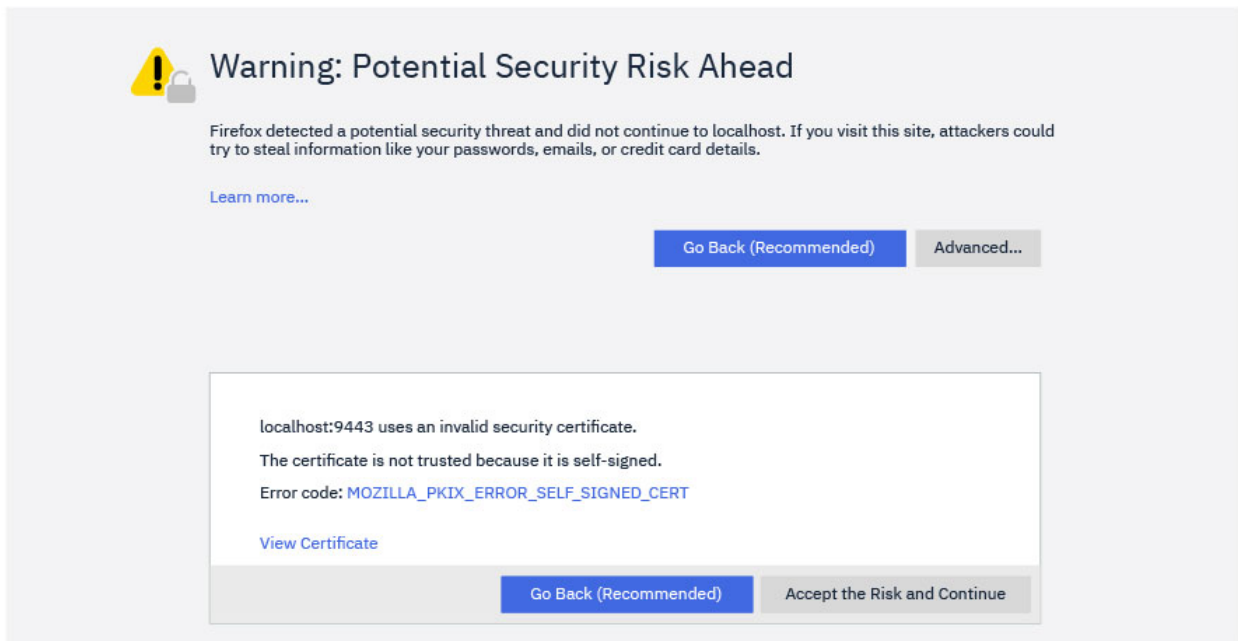 Warning: Potential Security Risk Ahead
Firefox detected a potential security threat and did not continue to localhost. If you visit this site, attackers could
try to steal information like your passwords, emails, or credit card details.
Learn more...
Go Back (Recommended)
Advanced...
localhost:9443 uses an invalid security certificate.
The certificate is not trusted because it is self-signed.
Error code: MOZILLA_PKIX_ERROR_SELF_SIGNED_CERT
View Certificate
Go Back (Recommended)
Accept the Risk and Continue